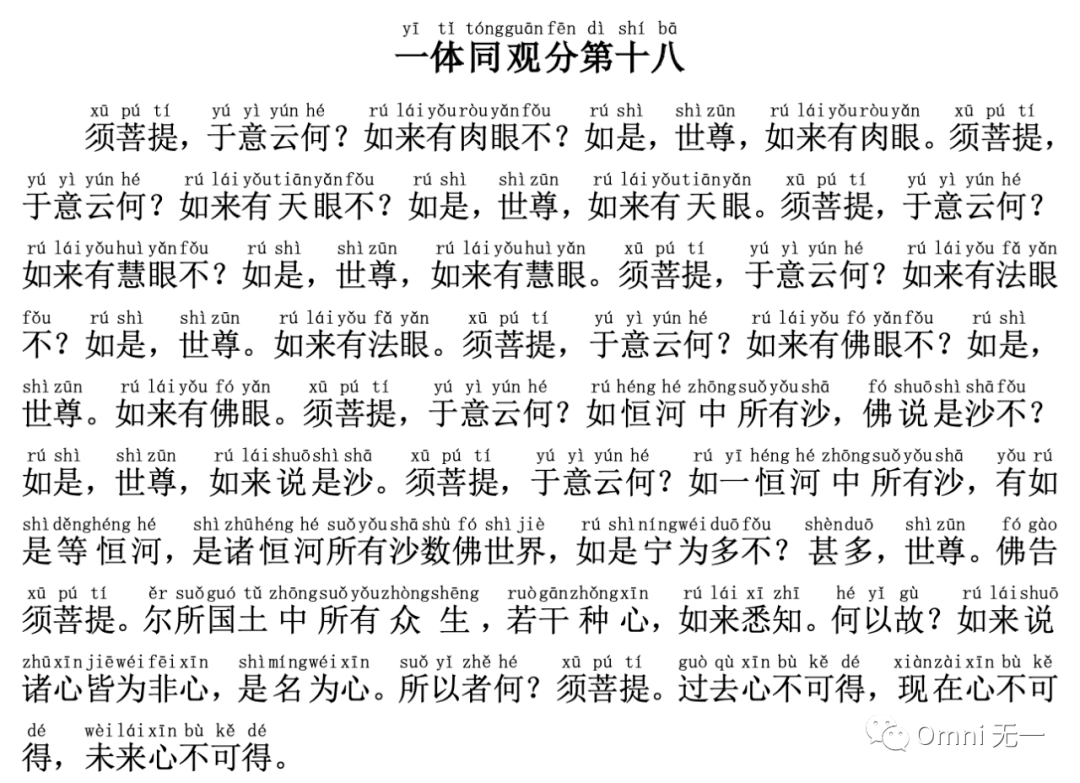 yī tǐ tóngguānfēn dì shí bā
一体同观分第十八
xū pú tí yú yì yún hé rú láiyǒuròuyǎnfǒu rú shì shìzūn rú láiyǒuròuyǎn xū pú tí
须菩提，于意云何？如来有肉眼不？如是，世尊，如来有肉眼。须菩提，
yú yì yún hé rú láiyǒutiānyǎnfǒu rú shì shìzūn rú láiyǒutiānyǎn xū pú tí yú yì yún hé
于意云何？如来有天眼不？如是，世尊，如来有天眼。须菩提，于意云何？
rú láiyǒuhuìyǎnfǒu rú shì shìzūn rú láiyǒuhuìyǎn xū pú tí yú yì yún hé rú láiyǒu fǎ yǎn
如来有慧眼不？如是，世尊，如来有慧眼。须菩提，于意云何？如来有法眼
fǒu rú shì shìzūn rú láiyǒu fǎ yǎn xū pú tí yú yì yún hé rú láiyǒu fó yǎnfǒu rú shì
不？如是，世尊。如来有法眼。须菩提，于意云何？如来有佛眼不？如是，
shìzūn rú láiyǒu fó yǎn xū pú tí yú yì yún hé rúhéng hé zhōngsuǒyǒushā fó shuōshìshāfǒu
世尊。如来有佛眼。须菩提，于意云何？如恒河中所有沙，佛说是沙不？
rú shì shìzūn rú láishuōshìshā xū pú tí yú yì yún hé rú yī héng hé zhōngsuǒyǒushā yǒu rú
如是，世尊，如来说是沙。须菩提，于意云何？如一恒河中所有沙，有如
shìděnghéng hé shìzhūhéng hé suǒyǒushāshù fó shìjiè rú shìníngwéiduōfǒu shènduō shìzūn fó gào
是等恒河，是诸恒河所有沙数佛世界，如是宁为多不？甚多，世尊。佛告
xū pú tí ěr suǒguó tǔ zhōngsuǒyǒuzhòngshēng ruògānzhǒngxīn rú lái xī zhī hé yǐ gù rú láishuō
须菩提。尔所国土中所有众生，若干种心，如来悉知。何以故？如来说
zhūxīnjiēwéifēixīn shìmíngwéixīn suǒ yǐ zhě hé xū pú tí guò qù xīn bù kě dé xiànzàixīn bù kě
诸心皆为非心，是名为心。所以者何？须菩提。过去心不可得，现在心不可
dé wèiláixīn bù kě dé
得，未来心不可得。
Omni无一